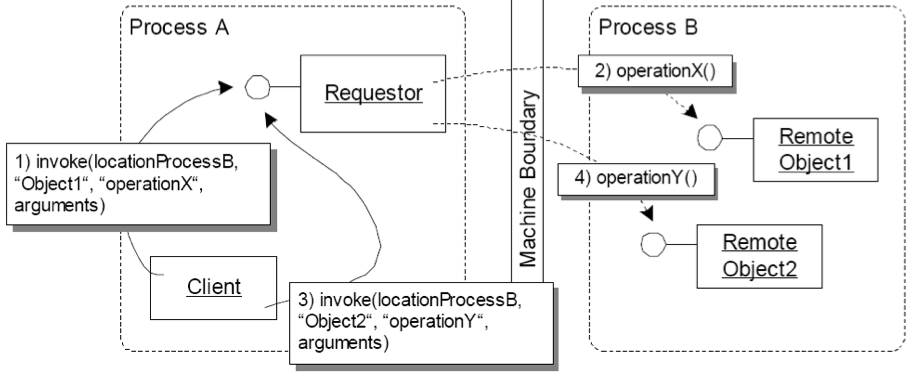 Process A
Process B
2) operationX()
Requestor
Machine Boundary
Remote
Object1
1) invoke(locationProcessB,
“Object1“, “operationX“,
arguments)
4) operationY()
Remote
Object2
Client
3) invoke(locationProcessB,
“Object2“, “operationY“,
arguments)